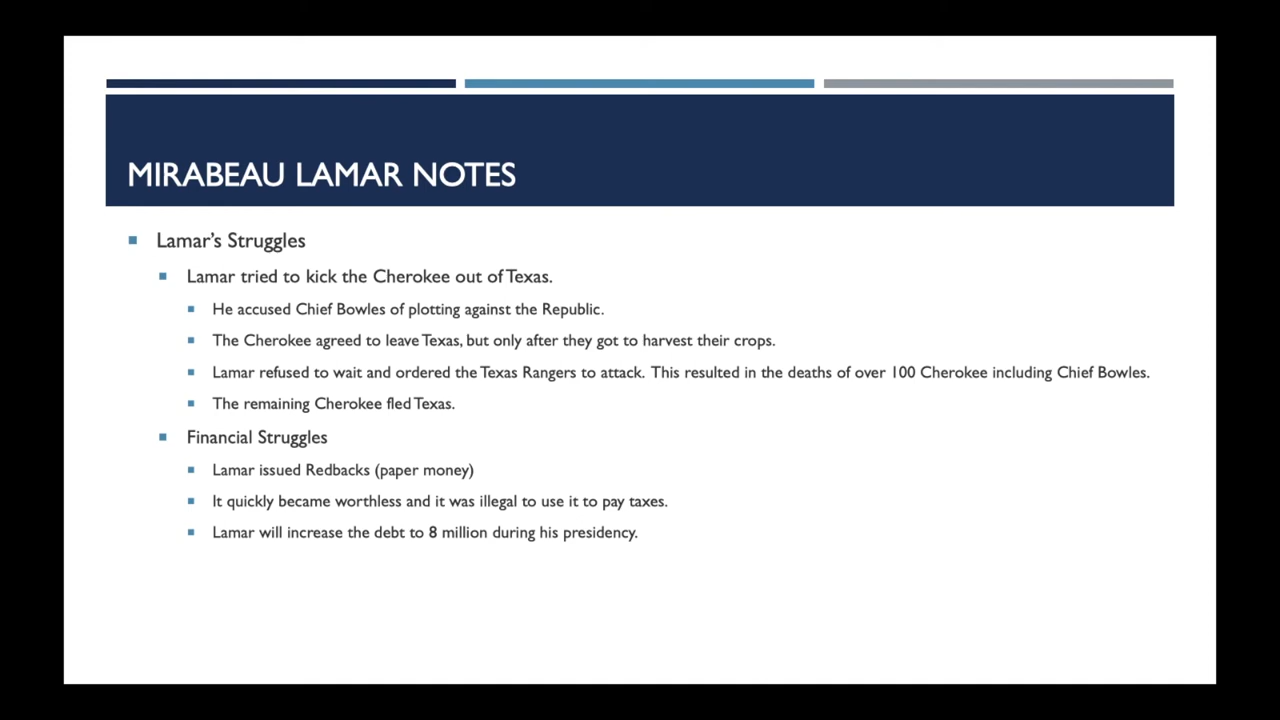 MIRABEAU LAMAR NOTES
Lamar's Struggles
Lamar tried to kick the Cherokee out of Texas.
He accused Chief Bowles of plotting against the Republic.
The Cherokee agreed to leave Texas, but only after they got to harvest their crops.
Lamar refused to wait and ordered the Texas Rangers to attack. This resulted in the deaths of over 100 Cherokee including Chief Bowles.
The remaining Cherokee fled Texas.
Financial Struggles
Lamar issued Redbacks (paper money)
It quickly became worthless and it was illegal to use it to pay taxes.
Lamar will increase the debt to 8 million during his presidency.